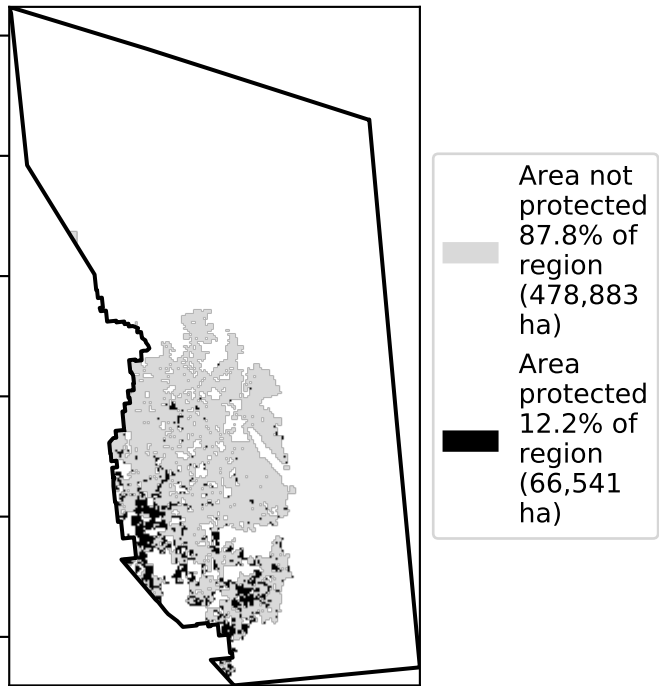 Area not
protected
87.8% of
region
(478,883
ha)
Area
protected
12.2% of
region
(66,541
ha)